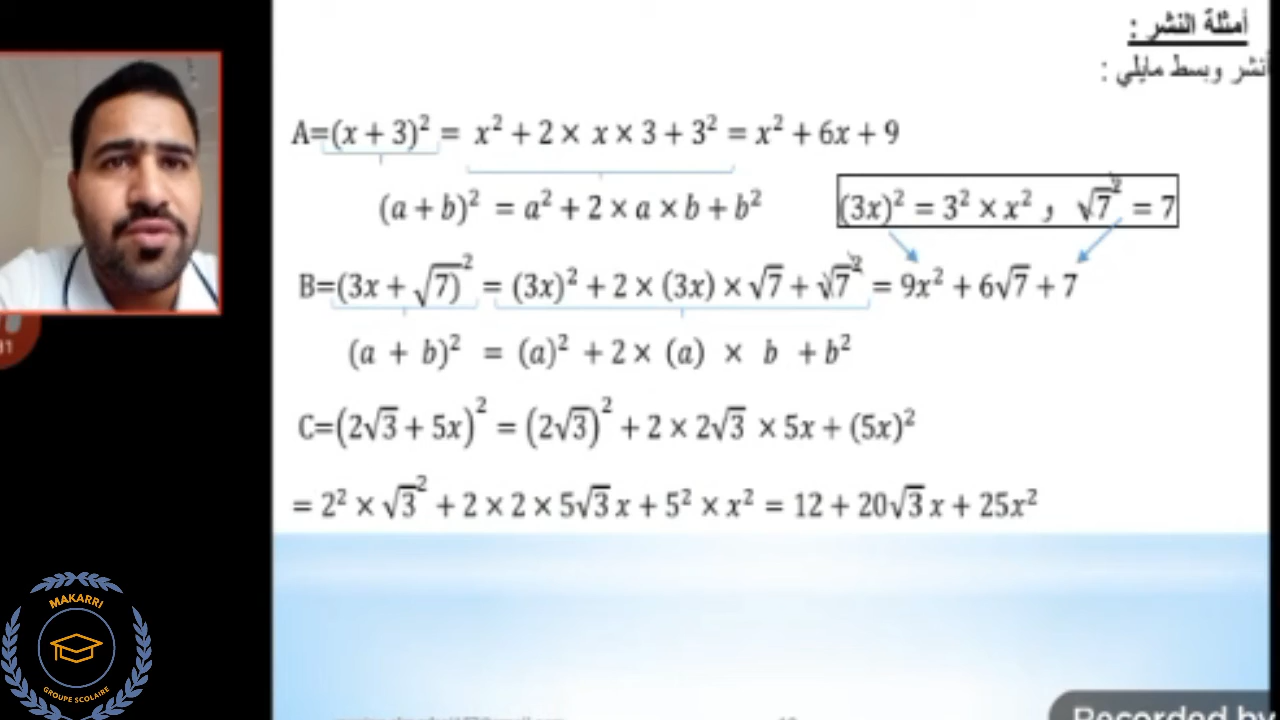 أمثلة النشر :
أنشر وبسط مايلي :
A=(x + 3)² = x² + 2 × x × 3 + 3² = x² + 6x + 9
(a + b)² = a² + 2 × a × b + b²
(3x)² = 3² × x² , √7² = 7
B=(3x + √7)² = (3x)² + 2 × (3x) × √7 + √7² = 9x² + 6√7 + 7
(a + b)² = (a)² + 2 × (a) × b + b²
C=(2√3 + 5x)² = (2√3)² + 2 × 2√3 × 5x + (5x)²
= 2² × √3² + 2 × 2 × 5√3 x + 5² × x² = 12 + 20√3 x + 25x²
MAKARRI
GROUPE SCOLAIRE
Recorded by